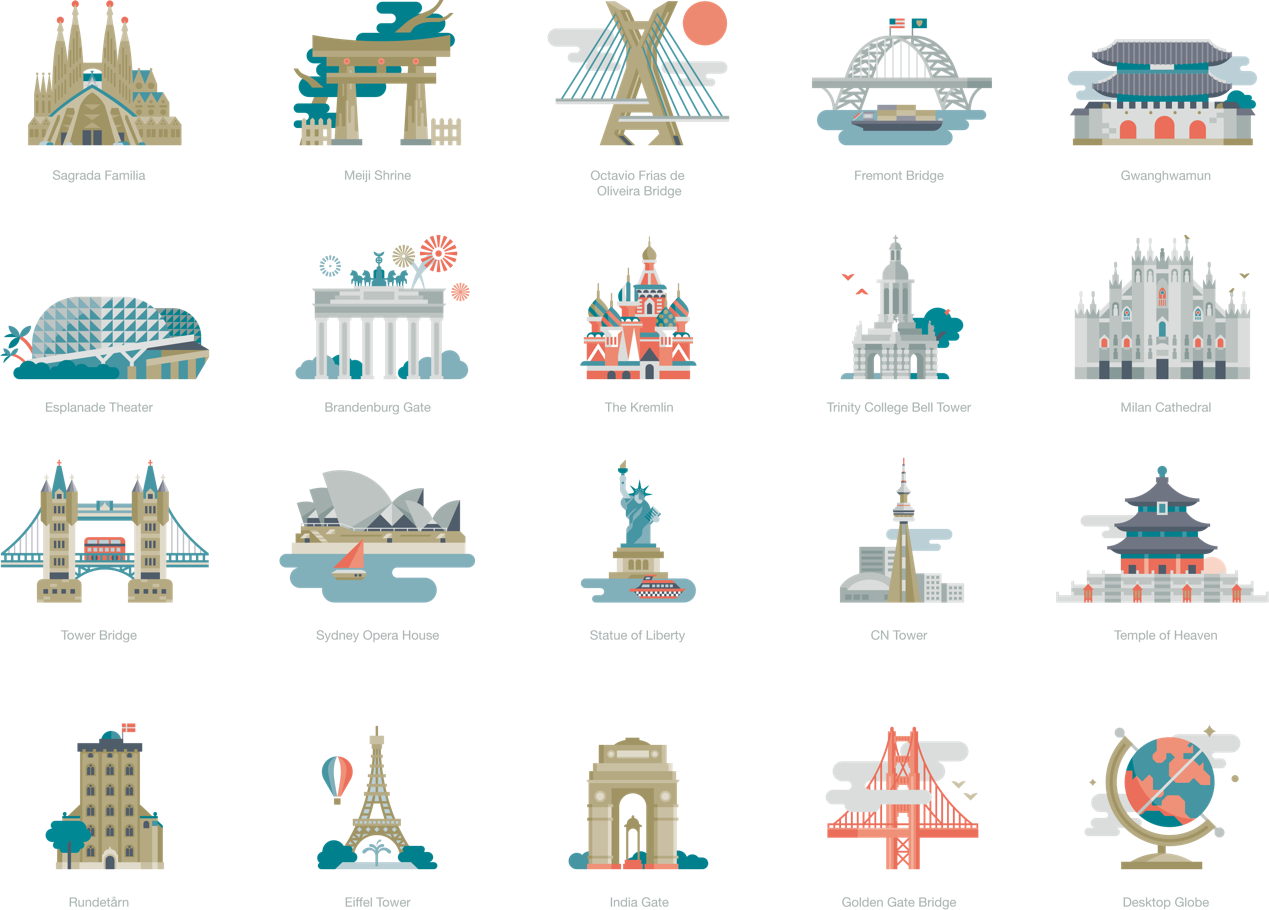 Sagrada Familia
Meiji Shrine
Octavio Frias de
Oliveira Bridge
Fremont Bridge
Gwanghwamun
Esplanade Theater
Brandenburg Gate
The Kremlin
Trinity College Bell Tower
Milan Cathedral
Tower Bridge
Sydney Opera House
Statue of Liberty
CN Tower
Temple of Heaven
Rundetårn
Eiffel Tower
India Gate
Golden Gate Bridge
Desktop Globe